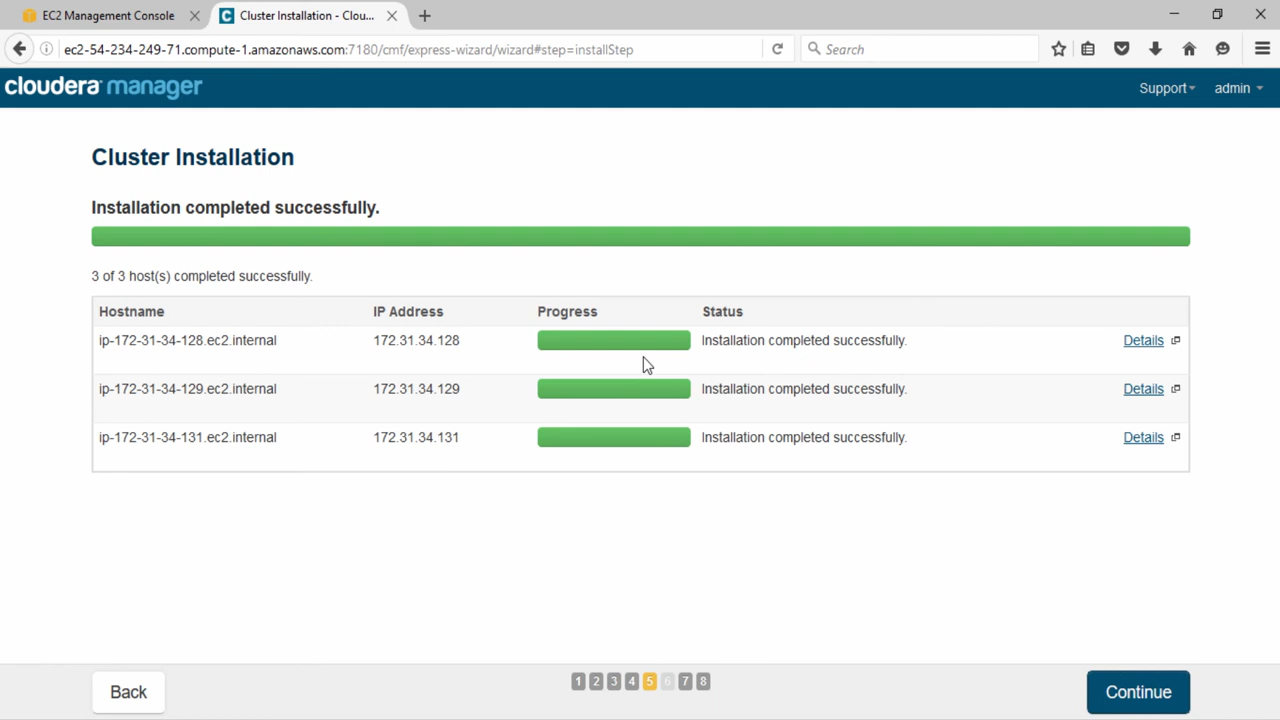 EC2 Management Console
Cluster Installation - Clou...
ec2-54-234-249-71.compute-1.amazonaws.com:7180/cmf/express-wizard/wizard#step=installStep
Search
cloudera manager
Support
admin
Cluster Installation
Installation completed successfully.
3 of 3 host(s) completed successfully.
Hostname IP Address Progress Status
ip-172-31-34-128.ec2.internal 172.31.34.128 Installation completed successfully. Details
ip-172-31-34-129.ec2.internal 172.31.34.129 Installation completed successfully. Details
ip-172-31-34-131.ec2.internal 172.31.34.131 Installation completed successfully. Details
Back
1 2 3 4 5 6 7 8
Continue